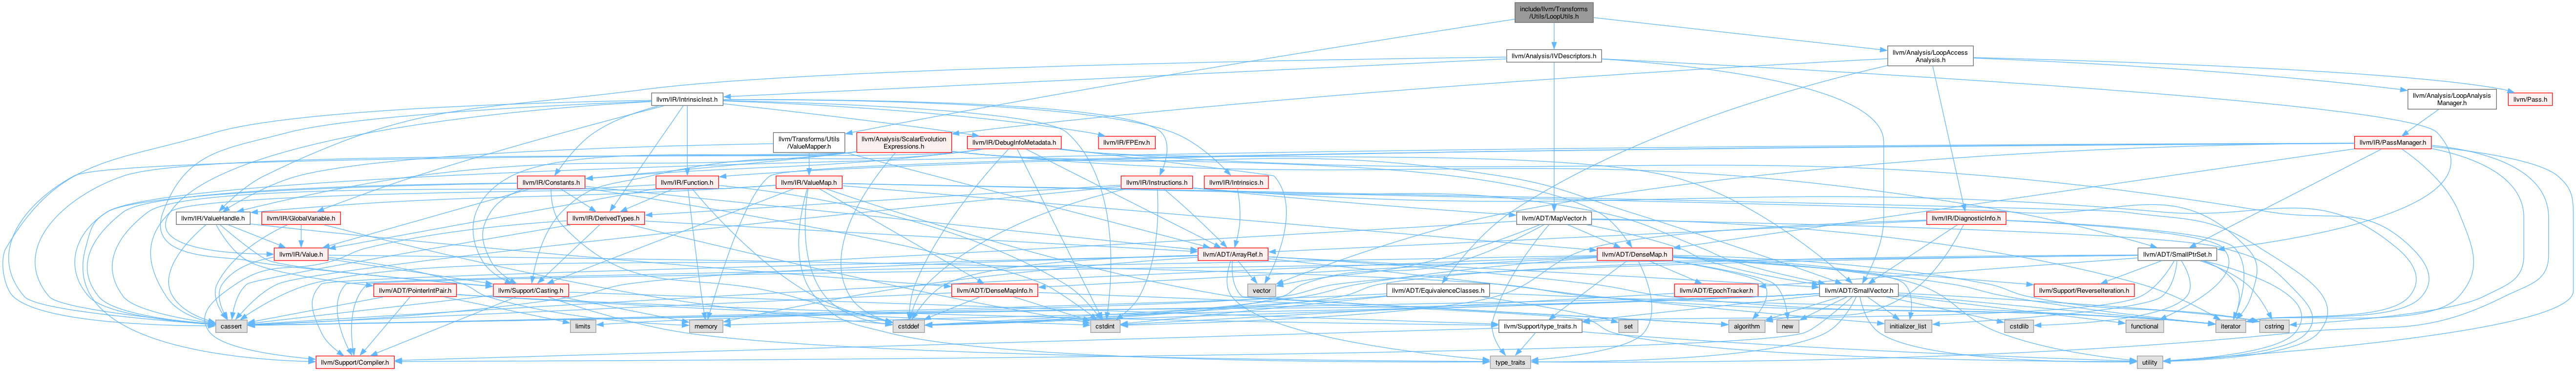 include/llvm/Transforms
/Utils/LoopUtils.h
llvm/Analysis/IVDescriptors.h
llvm/Analysis/LoopAccess
Analysis.h
llvm/IR/IntrinsicInst.h
llvm/Analysis/LoopAnalysis
Manager.h
llvm/Pass.h
llvm/Transforms/Utils
/ValueMapper.h
llvm/Analysis/ScalarEvolution
Expressions.h
llvm/IR/DebugInfoMetadata.h
llvm/IR/FPEnv.h
llvm/IR/PassManager.h
llvm/IR/Constants.h
llvm/IR/Function.h
llvm/IR/ValueMap.h
llvm/IR/Instructions.h
llvm/IR/Intrinsics.h
llvm/IR/ValueHandle.h
llvm/IR/GlobalVariable.h
llvm/IR/DerivedTypes.h
llvm/ADT/MapVector.h
llvm/IR/DiagnosticInfo.h
llvm/IR/Value.h
llvm/ADT/ArrayRef.h
llvm/ADT/DenseMap.h
llvm/ADT/SmallPtrSet.h
llvm/ADT/PointerIntPair.h
llvm/Support/Casting.h
llvm/ADT/DenseMapInfo.h
vector
llvm/ADT/EquivalenceClasses.h
llvm/ADT/EpochTracker.h
llvm/ADT/SmallVector.h
llvm/Support/ReverseIteration.h
cassert
limits
memory
cstddef
cstdint
llvm/Support/type_traits.h
set
algorithm
new
initializer_list
cstdlib
functional
iterator
cstring
llvm/Support/Compiler.h
type_traits
utility